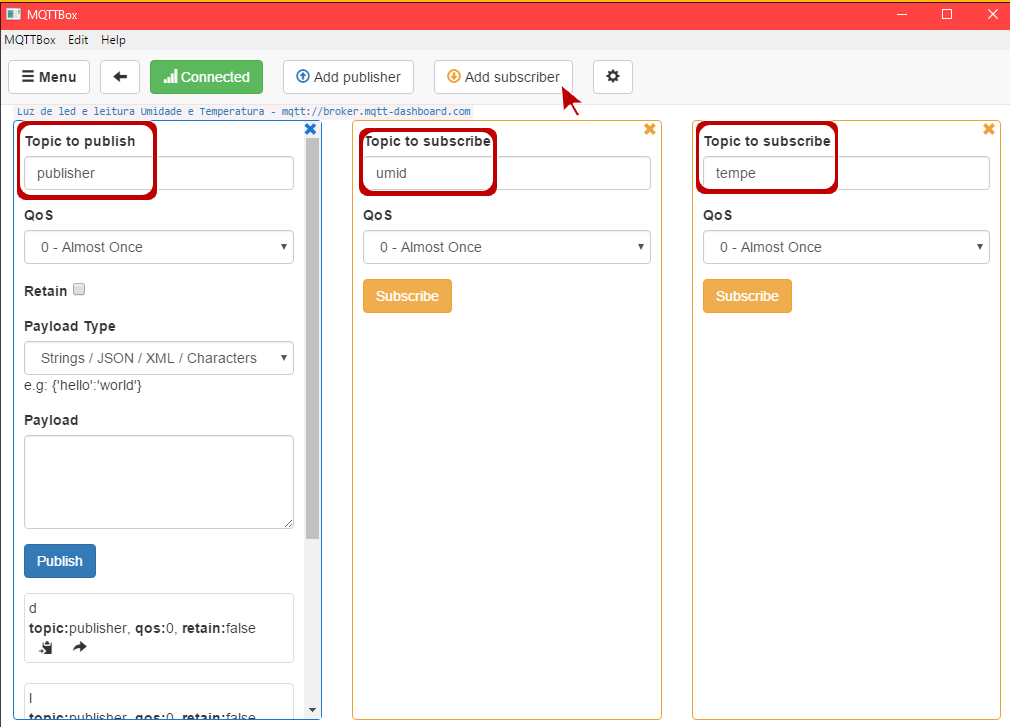 MQTTBox
MQTTBox Edit Help
Menu Connected Add publisher Add subscriber
Luz de led e leitura Umidade e Temperatura - mqtt://broker.mqtt-dashboard.com
Topic to publish
publisher
QoS
0 - Almost Once
Retain
Payload Type
Strings / JSON / XML / Characters
e.g: {'hello':'world'}
Payload
Publish
d
topic:publisher, qos:0, retain:false
l
topic:publisher, qos:0, retain:false
Topic to subscribe
umid
QoS
0 - Almost Once
Subscribe
Topic to subscribe
tempe
QoS
0 - Almost Once
Subscribe